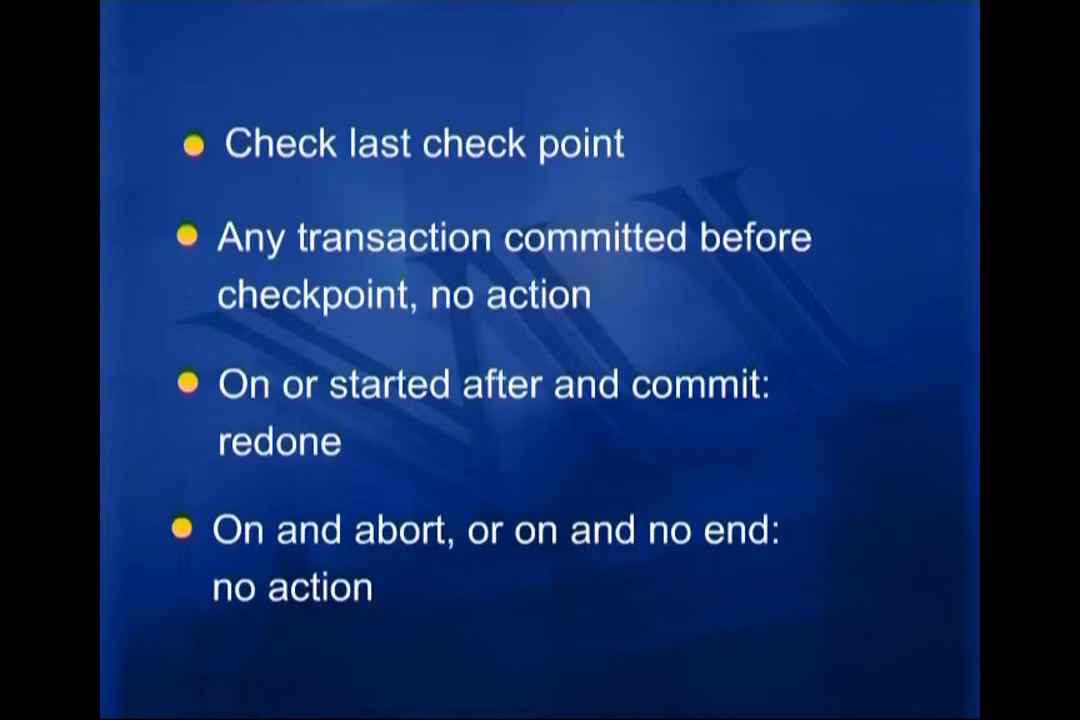 Check last check point
Any transaction committed before
checkpoint, no action
On or started after and commit:
redone
On and abort, or on and no end:
no action